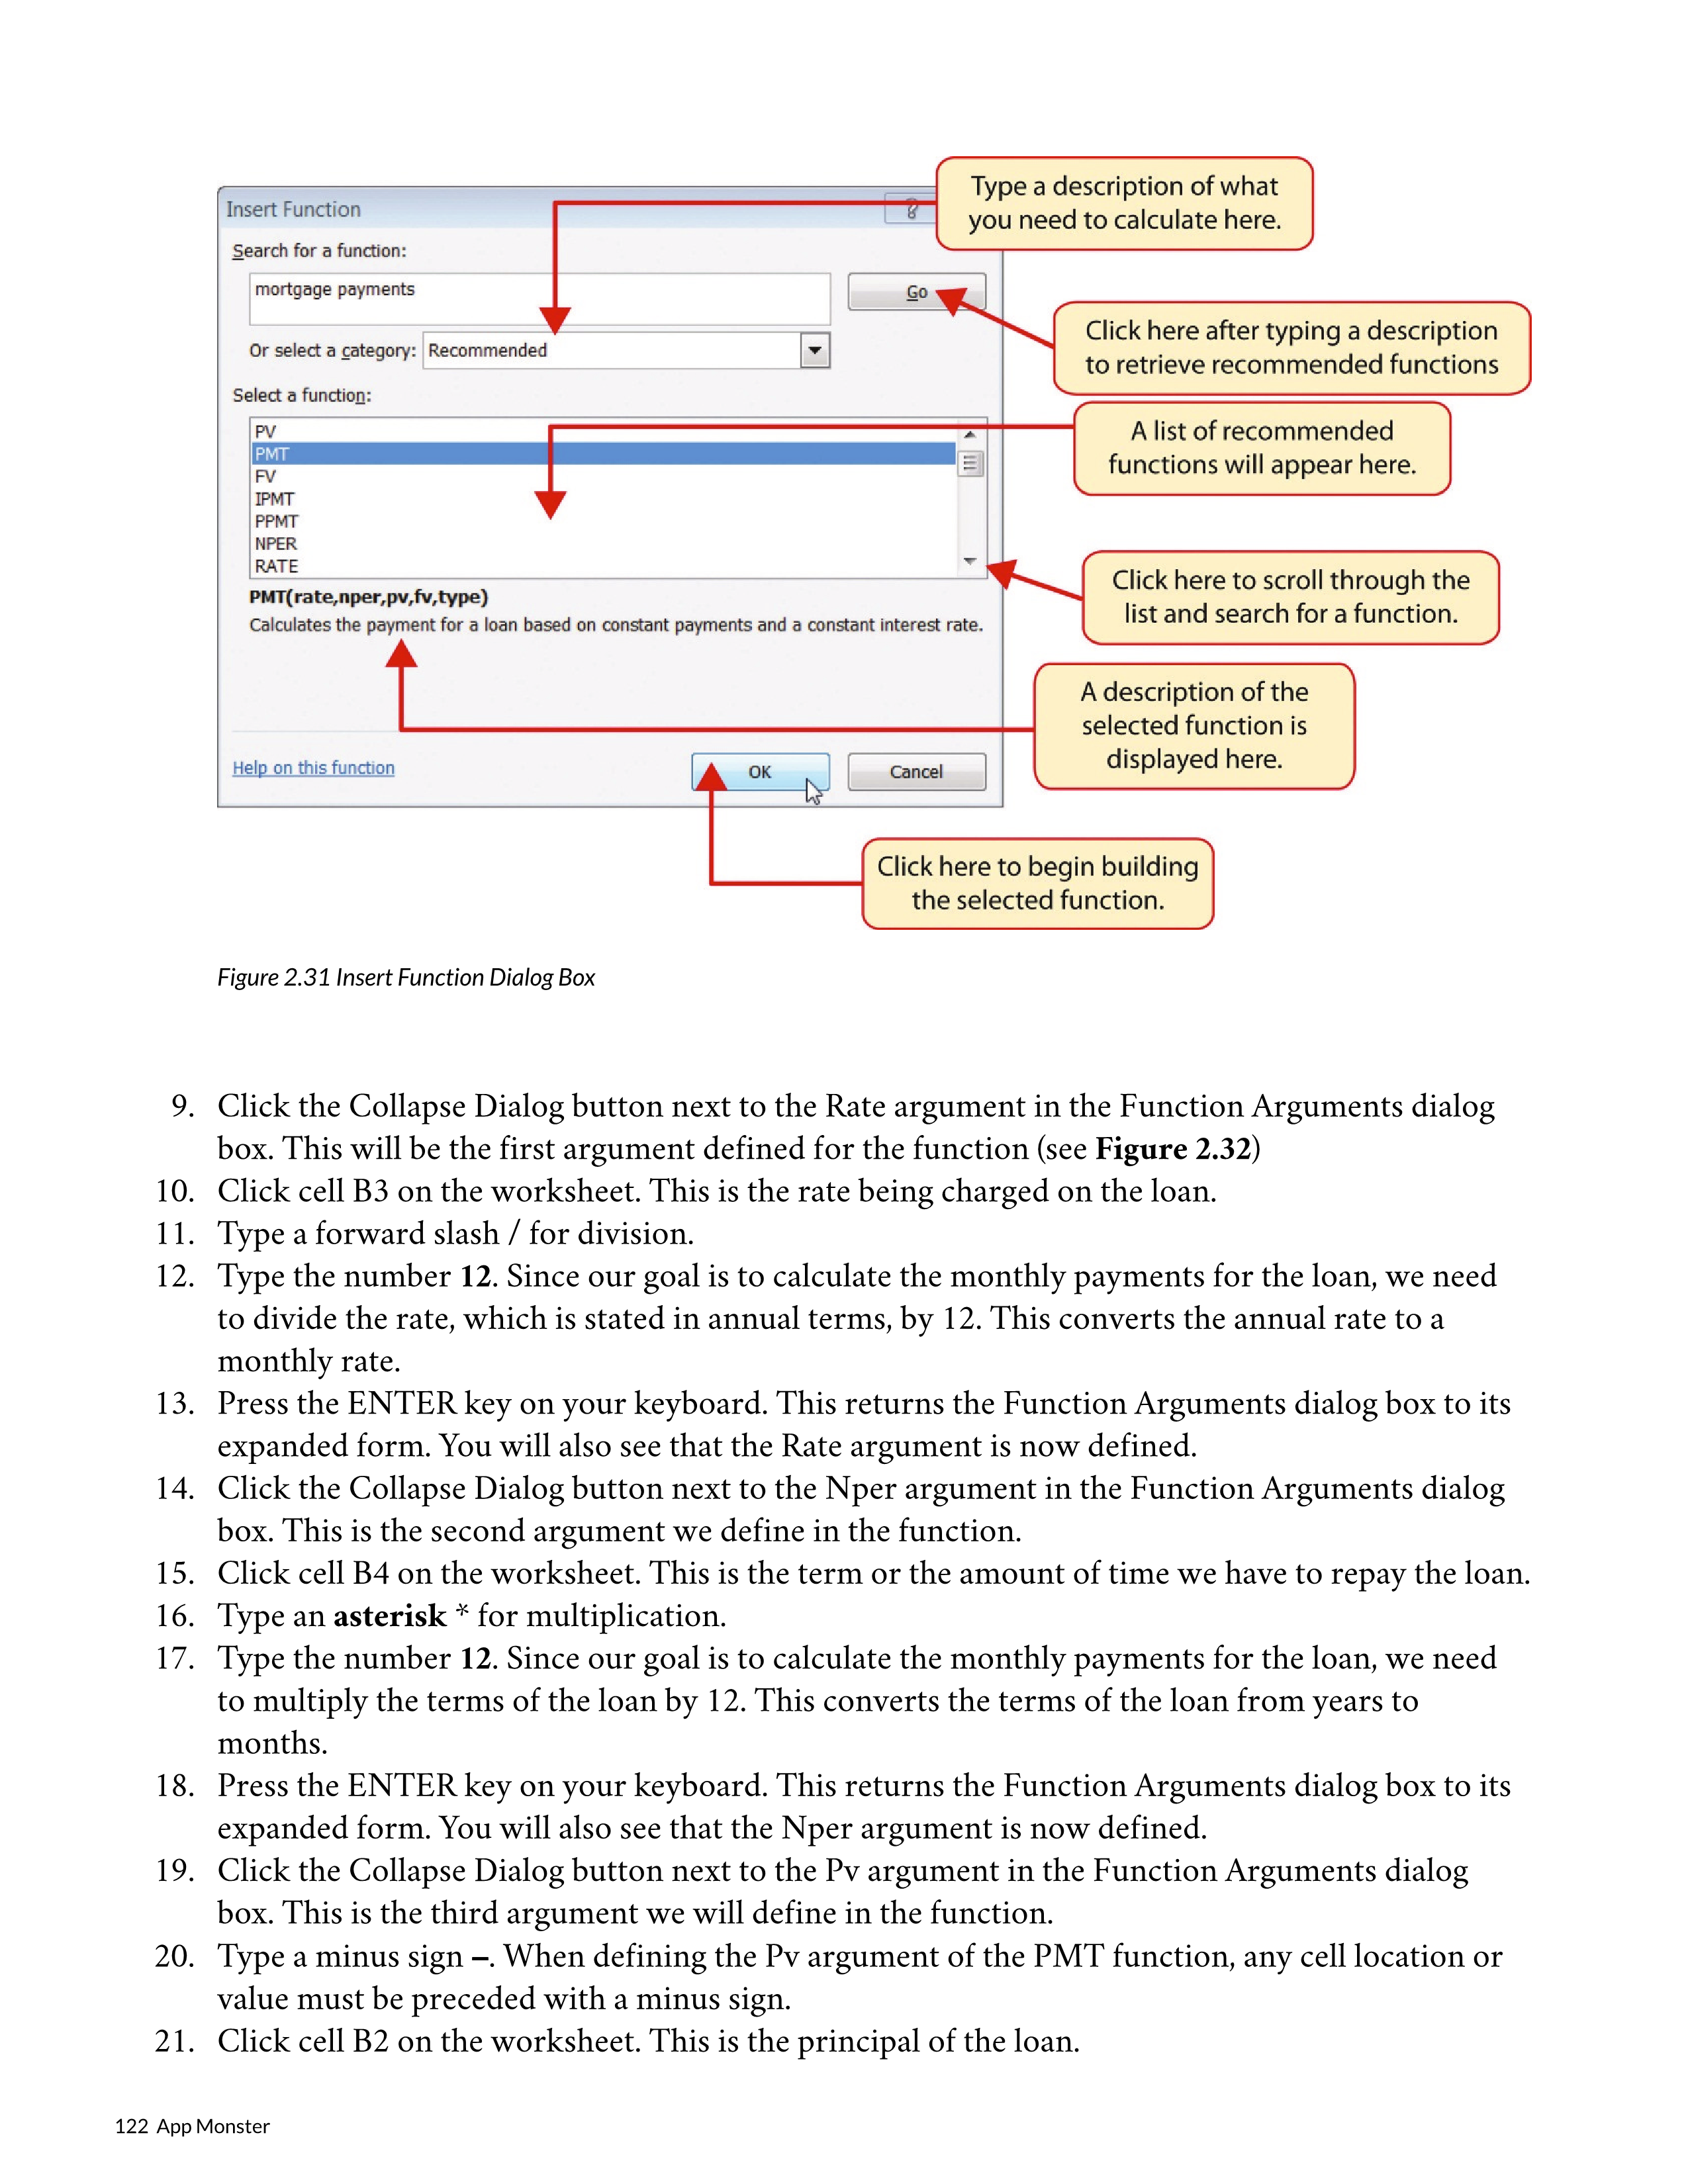 Type a description of what
you need to calculate here.
Insert Function
?
Search for a function:
mortgage payments
Go
Click here after typing a description
to retrieve recommended functions
Or select a category: Recommended
Select a function:
A list of recommended
functions will appear here.
PV
PMT
FV
IPMT
PPMT
NPER
RATE
Click here to scroll through the
list and search for a function.
PMT(rate,nper,pv,fv,type)
Calculates the payment for a loan based on constant payments and a constant interest rate.
A description of the
selected function is
displayed here.
Help on this function
OK
Cancel
Click here to begin building
the selected function.
Figure 2.31 Insert Function Dialog Box
9. Click the Collapse Dialog button next to the Rate argument in the Function Arguments dialog
box. This will be the first argument defined for the function (see Figure 2.32)
10. Click cell B3 on the worksheet. This is the rate being charged on the loan.
11. Type a forward slash / for division.
12. Type the number 12. Since our goal is to calculate the monthly payments for the loan, we need
to divide the rate, which is stated in annual terms, by 12. This converts the annual rate to a
monthly rate.
13. Press the ENTER key on your keyboard. This returns the Function Arguments dialog box to its
expanded form. You will also see that the Rate argument is now defined.
14. Click the Collapse Dialog button next to the Nper argument in the Function Arguments dialog
box. This is the second argument we define in the function.
15. Click cell B4 on the worksheet. This is the term or the amount of time we have to repay the loan.
16. Type an asterisk * for multiplication.
17. Type the number 12. Since our goal is to calculate the monthly payments for the loan, we need
to multiply the terms of the loan by 12. This converts the terms of the loan from years to
months.
18. Press the ENTER key on your keyboard. This returns the Function Arguments dialog box to its
expanded form. You will also see that the Nper argument is now defined.
19. Click the Collapse Dialog button next to the Pv argument in the Function Arguments dialog
box. This is the third argument we will define in the function.
20. Type a minus sign –. When defining the Pv argument of the PMT function, any cell location or
value must be preceded with a minus sign.
21. Click cell B2 on the worksheet. This is the principal of the loan.
122 App Monster